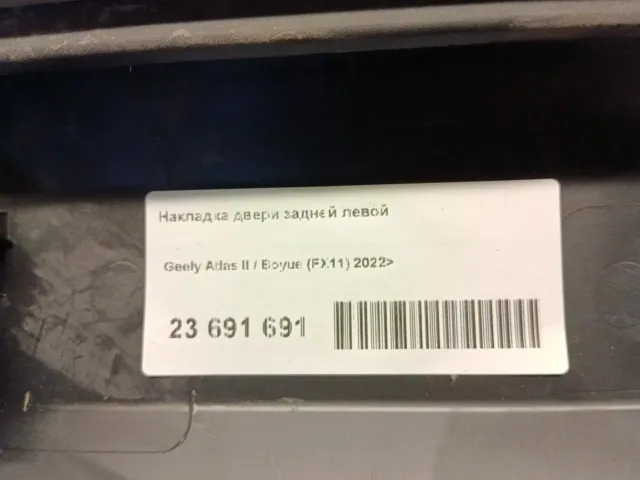 Накладка двери задней левой
Geely Atlas II / Boyue (FX11) 2022>
23 691 691